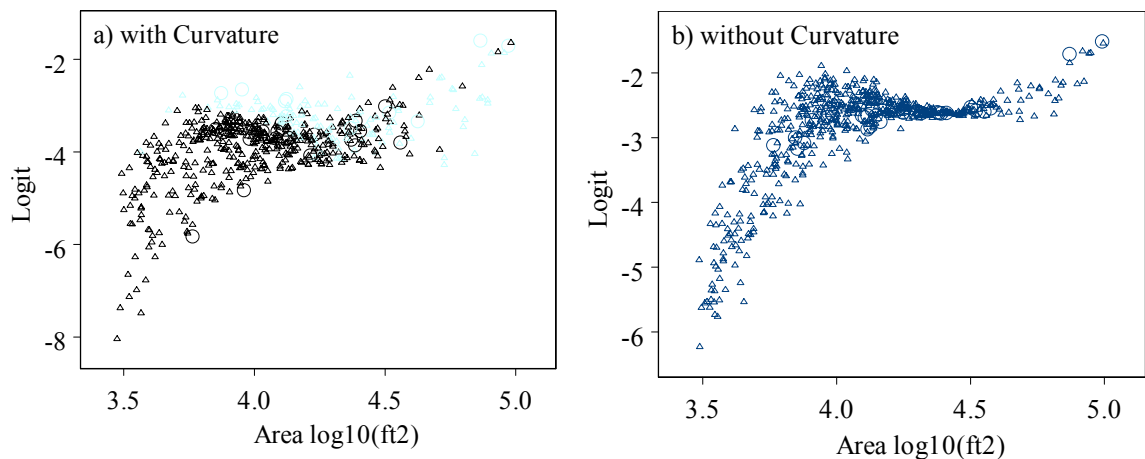 a) with Curvature
-2
-4
-6
-8
Logit
3.5 4.0 4.5 5.0
Area log10(ft2)
b) without Curvature
-2
-3
-4
-5
-6
Logit
3.5 4.0 4.5 5.0
Area log10(ft2)